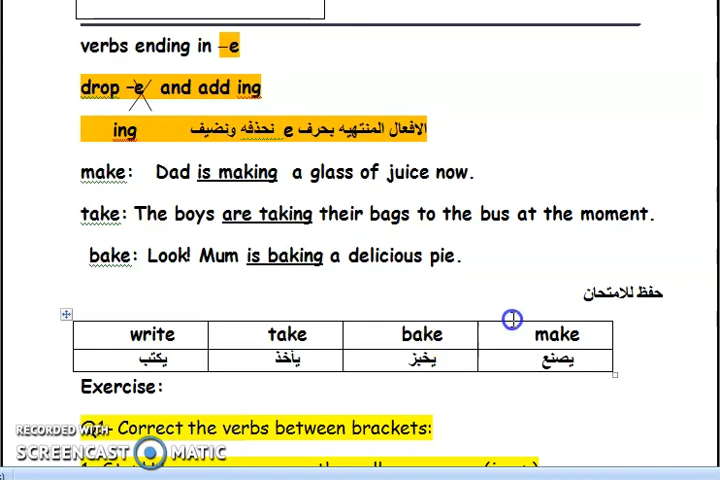 verbs ending in –e
drop –e and add ing
الافعال المنتهيه بحرف e نحذفه ونضيف ing
make: Dad is making a glass of juice now.
take: The boys are taking their bags to the bus at the moment.
bake: Look! Mum is baking a delicious pie.
حفظ للامتحان
write take bake make
يكتب يأخذ يخبز يصنع
Exercise:
Q1- Correct the verbs between brackets:
RECORDED WITH
SCREENCAST MATIC